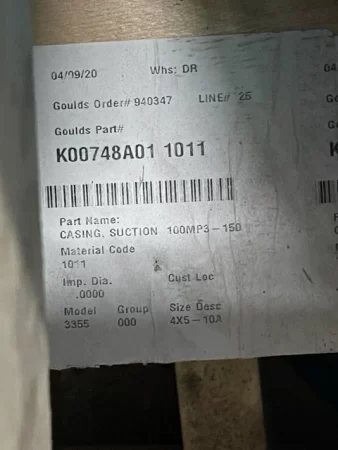 04/09/20 Whs: DR
Goulds Order# 940347 LINE# 25
Goulds Part#
K00748A01 1011
Part Name:
CASING, SUCTION 100MP3-150
Material Code
1011
Imp. Dia. Cust Loc
.0000
Model Group Size Desc
3355 000 4X5-10A
04